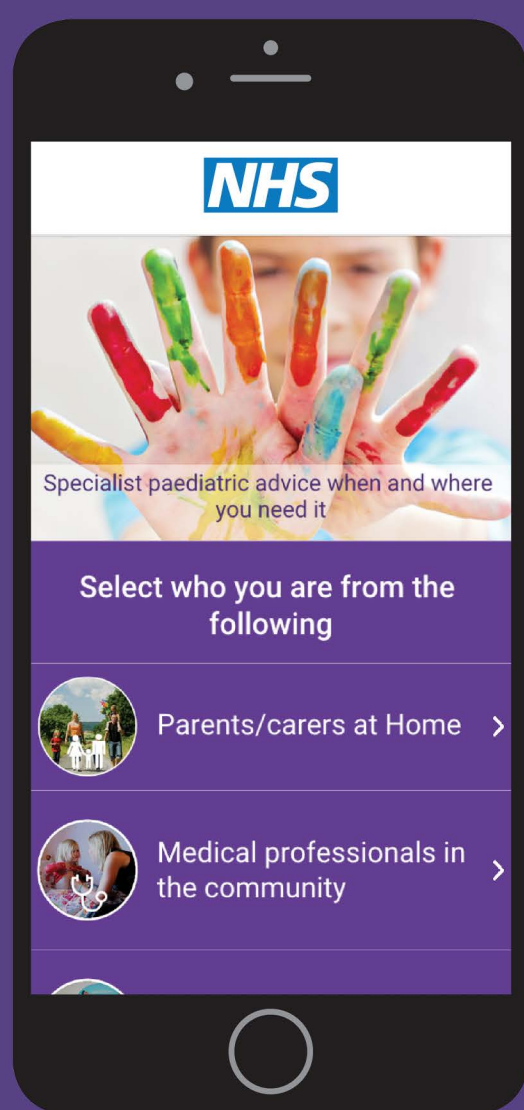 NHS
Specialist paediatric advice when and where
you need it
Select who you are from the
following
Parents/carers at Home
Medical professionals in
the community